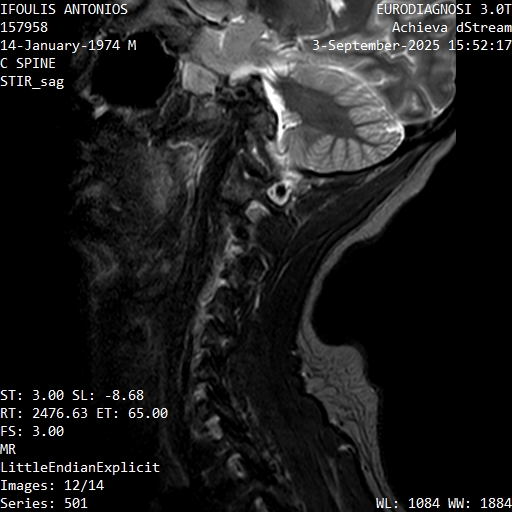 IFOULIS ANTONIOS
157958
14-January-1974 M
C SPINE
STIR_sag
EURODIAGNOSI 3.0T
Achieva dStream
3-September-2025 15:52:17
ST: 3.00 SL: -8.68
RT: 2476.63 ET: 65.00
FS: 3.00
MR
LittleEndianExplicit
Images: 12/14
Series: 501
WL: 1084 WW: 1884